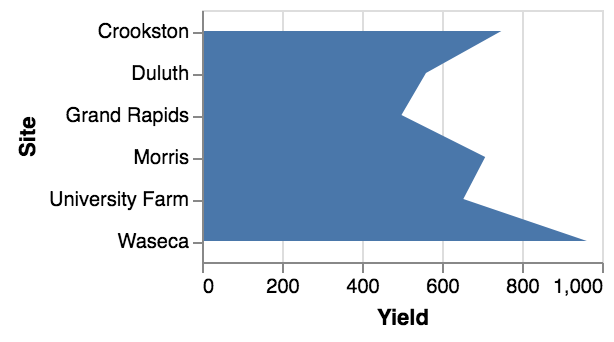 Crookston
Duluth
Grand Rapids
Morris
University Farm
Waseca
Site
0 200 400 600 800 1,000
Yield